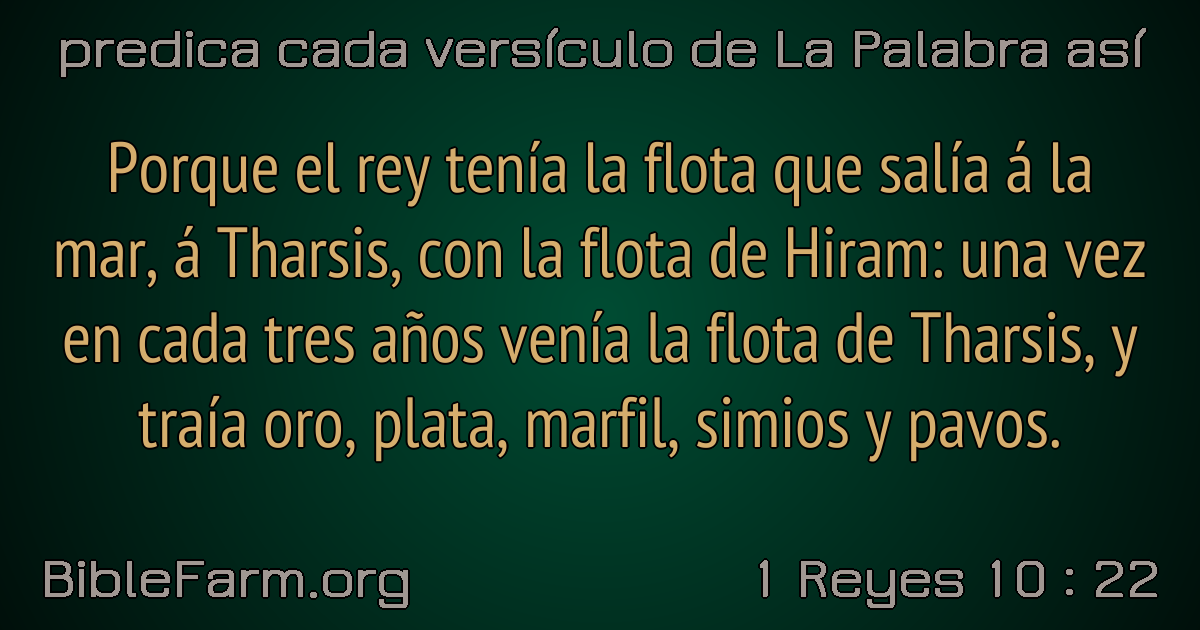 predica cada versículo de La Palabra así
Porque el rey tenía la flota que salía á la
mar, á Tharsis, con la flota de Hiram: una vez
en cada tres años venía la flota de Tharsis, y
traía oro, plata, marfil, simios y pavos.
BibleFarm.org
1 Reyes 10 : 22